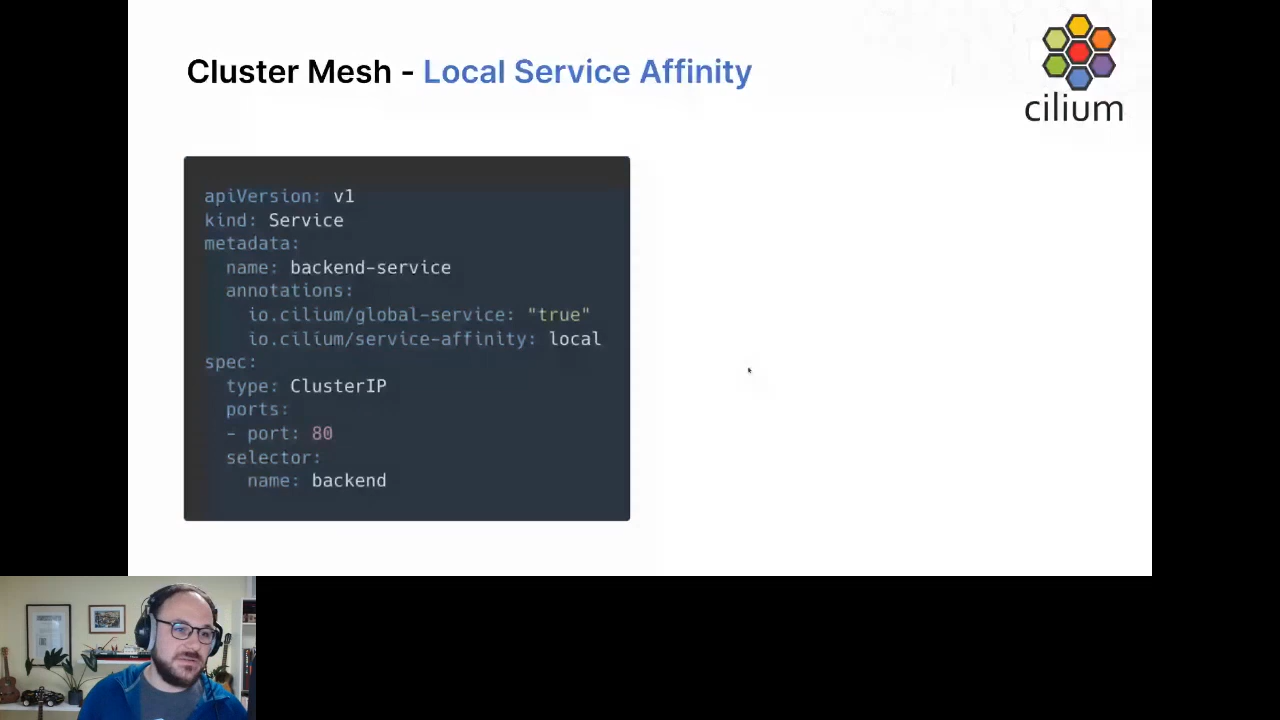 Cluster Mesh - Local Service Affinity
cilium
apiVersion: v1
kind: Service
metadata:
  name: backend-service
  annotations:
    io.cilium/global-service: "true"
    io.cilium/service-affinity: local
spec:
  type: ClusterIP
  ports:
  - port: 80
  selector:
    name: backend